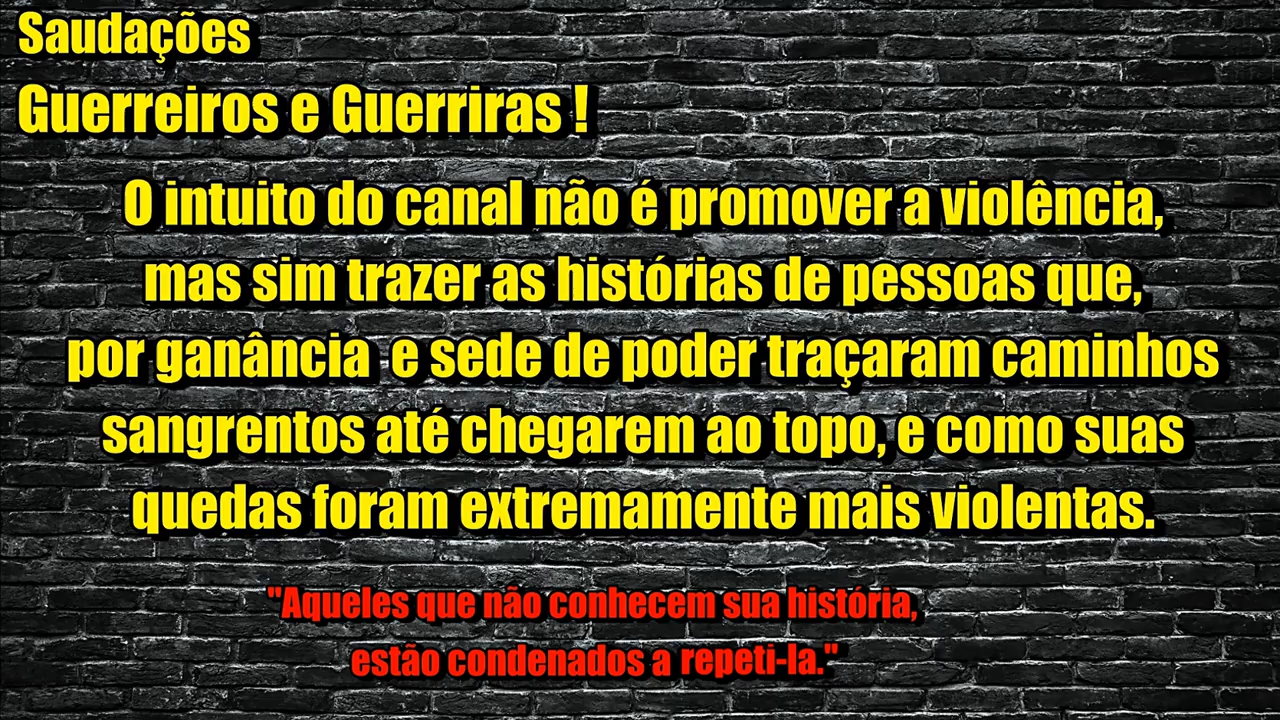 Saudações
Guerreiros e Guerriras !
O intuito do canal não é promover a violência,
mas sim trazer as histórias de pessoas que,
por ganância  e sede de poder traçaram caminhos
sangrentos até chegarem ao topo, e como suas
quedas foram extremamente mais violentas.
"Aqueles que não conhecem sua história,
estão condenados a repeti-la."